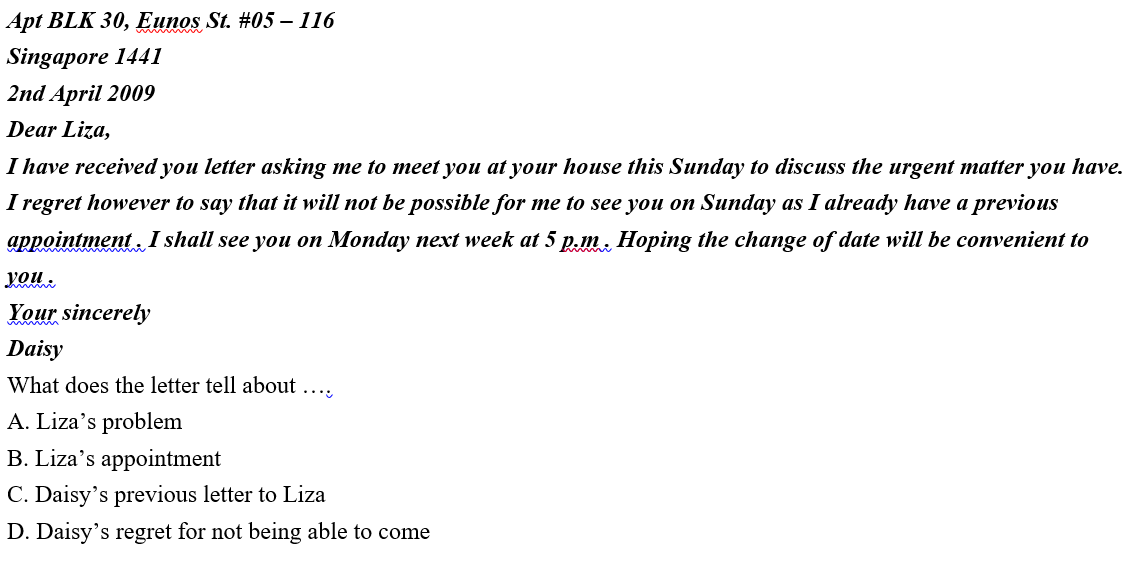 Apt BLK 30, Eunos St. #05 – 116
Singapore 1441
2nd April 2009
Dear Liza,
I have received you letter asking me to meet you at your house this Sunday to discuss the urgent matter you have.
I regret however to say that it will not be possible for me to see you on Sunday as I already have a previous
appointment . I shall see you on Monday next week at 5 p.m . Hoping the change of date will be convenient to
you .
Your sincerely
Daisy
What does the letter tell about ….
A. Liza’s problem
B. Liza’s appointment
C. Daisy’s previous letter to Liza
D. Daisy’s regret for not being able to come